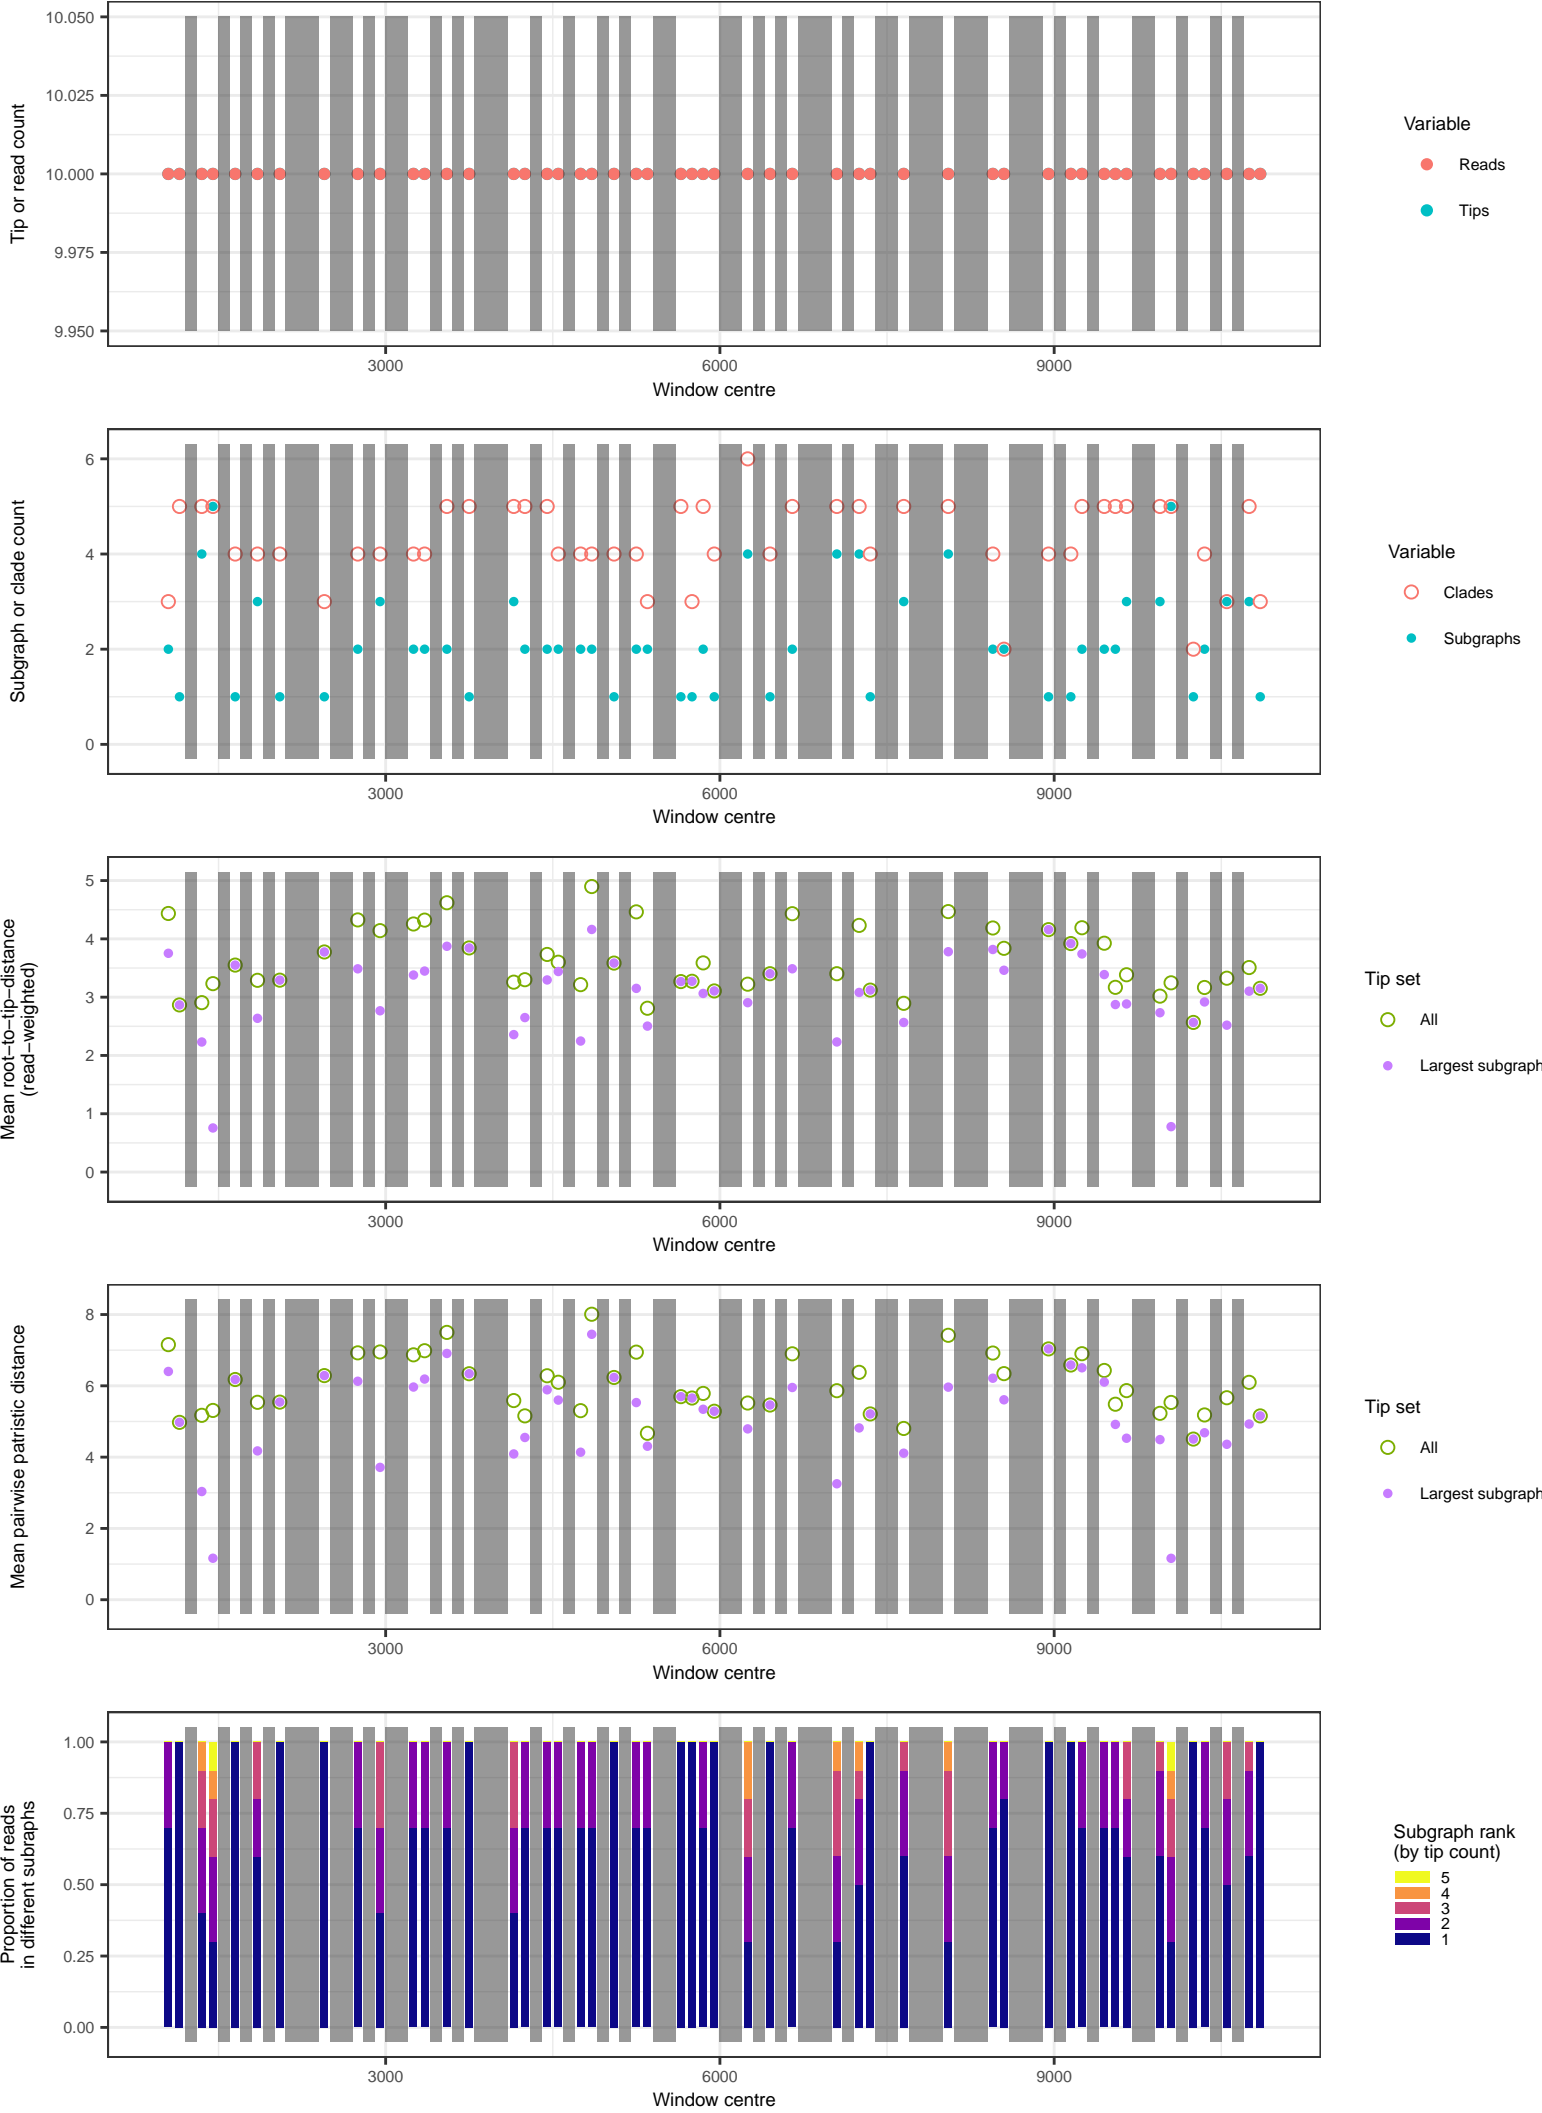 10.050
10.025
10.000
9.975
9.950
Tip or read count
3000
6000
9000
Window centre
Variable
Reads
Tips
6
4
2
0
Subgraph or clade count
3000
6000
9000
Window centre
Variable
Clades
Subgraphs
5
4
3
2
1
0
Mean root−to−tip−distance
(read−weighted)
3000
6000
9000
Window centre
Tip set
All
Largest subgraph
8
6
4
2
0
Mean pairwise patristic distance
3000
6000
9000
Window centre
Tip set
All
Largest subgraph
1.00
0.75
0.50
0.25
0.00
Proportion of reads
in different subraphs
3000
6000
9000
Window centre
Subgraph rank
(by tip count)
5
4
3
2
1